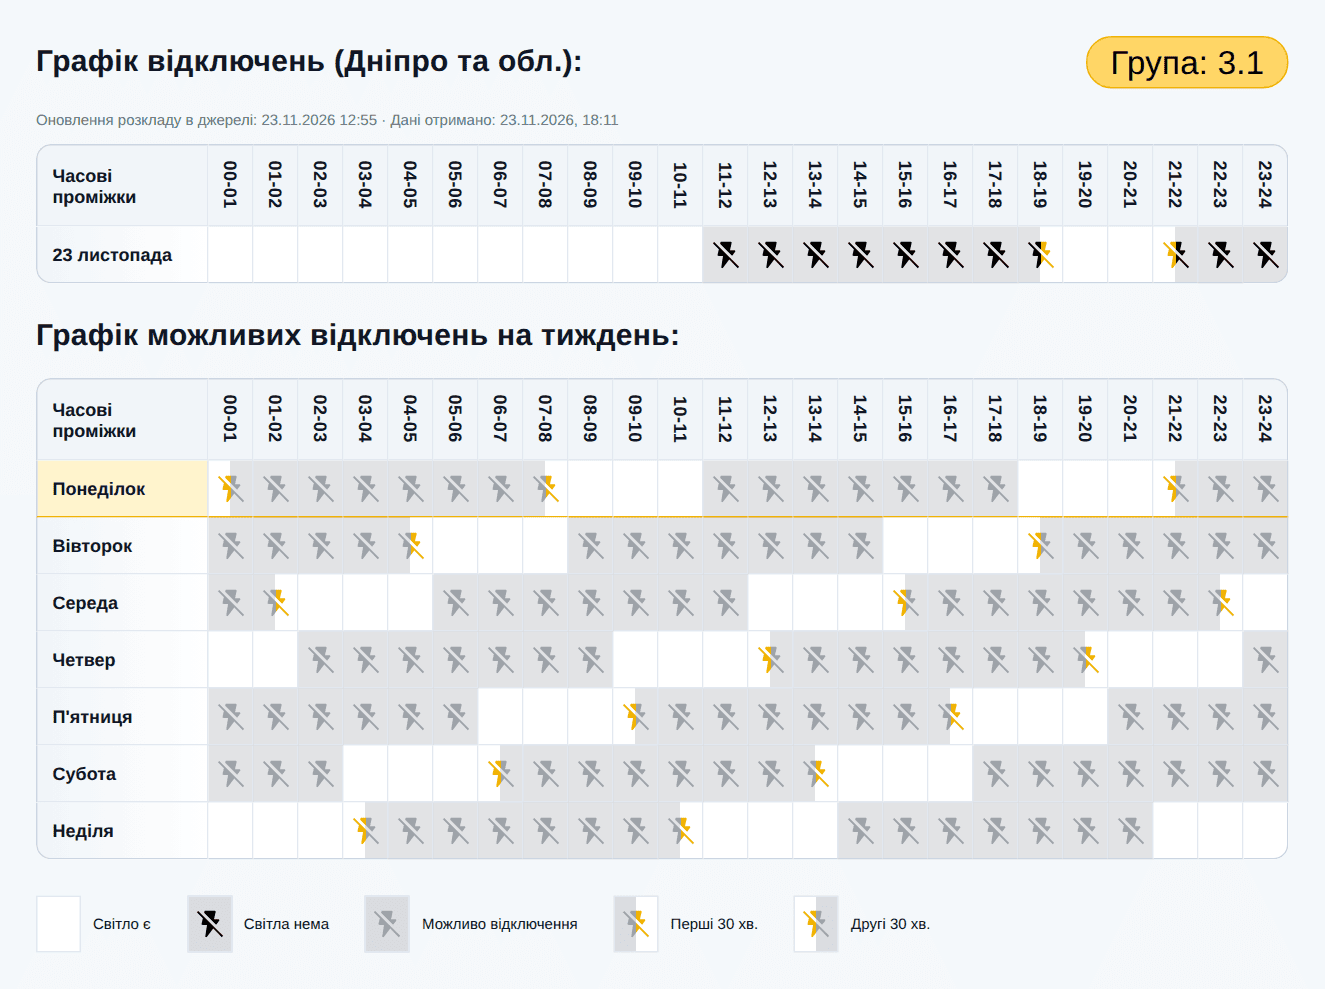 Графік відключень (Дніпро та обл.):
Група: 3.1
Оновлення розкладу в джерелі: 23.11.2026 12:55 · Дані отримано: 23.11.2026, 18:11
Часові проміжки 00-01 01-02 02-03 03-04 04-05 05-06 06-07 07-08 08-09 09-10 10-11 11-12 12-13 13-14 14-15 15-16 16-17 17-18 18-19 19-20 20-21 21-22 22-23 23-24
23 листопада
Графік можливих відключень на тиждень:
Часові проміжки 00-01 01-02 02-03 03-04 04-05 05-06 06-07 07-08 08-09 09-10 10-11 11-12 12-13 13-14 14-15 15-16 16-17 17-18 18-19 19-20 20-21 21-22 22-23 23-24
Понеділок
Вівторок
Середа
Четвер
П'ятниця
Субота
Неділя
Світло є Світла нема Можливо відключення Перші 30 хв. Другі 30 хв.